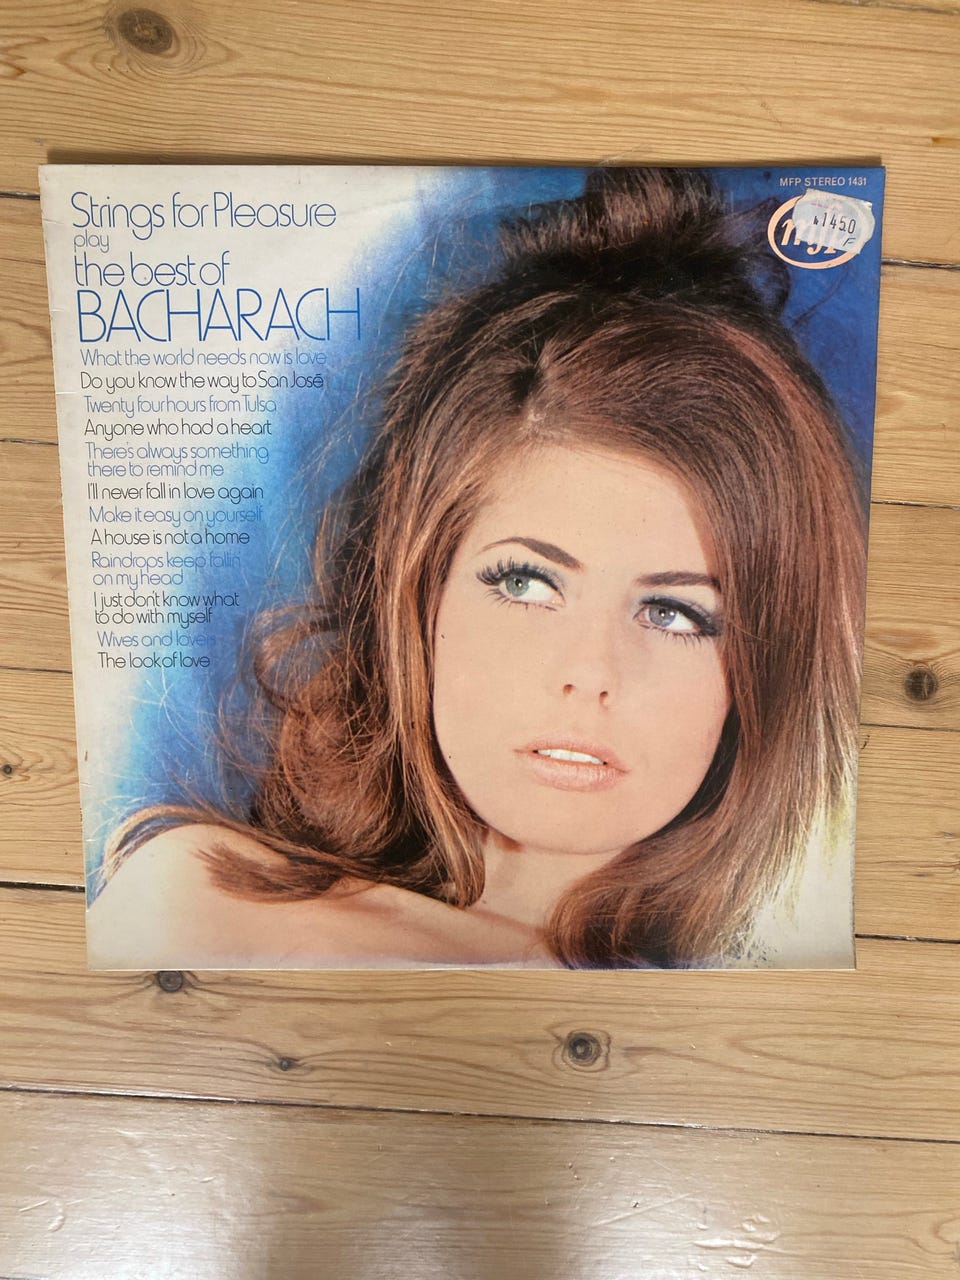 MFP STEREO 1431
1450
F
mfp
Strings for Pleasure
play
the best of
BACHARACH
What the world needs now is love
Do you know the way to San José
Twenty four hours from Tulsa
Anyone who had a heart
There's always something
there to remind me
I'll never fall in love again
Make it easy on yourself
A house is not a home
Raindrops keep fallin'
on my head
I just don't know what
to do with myself
Wives and lovers
The look of love